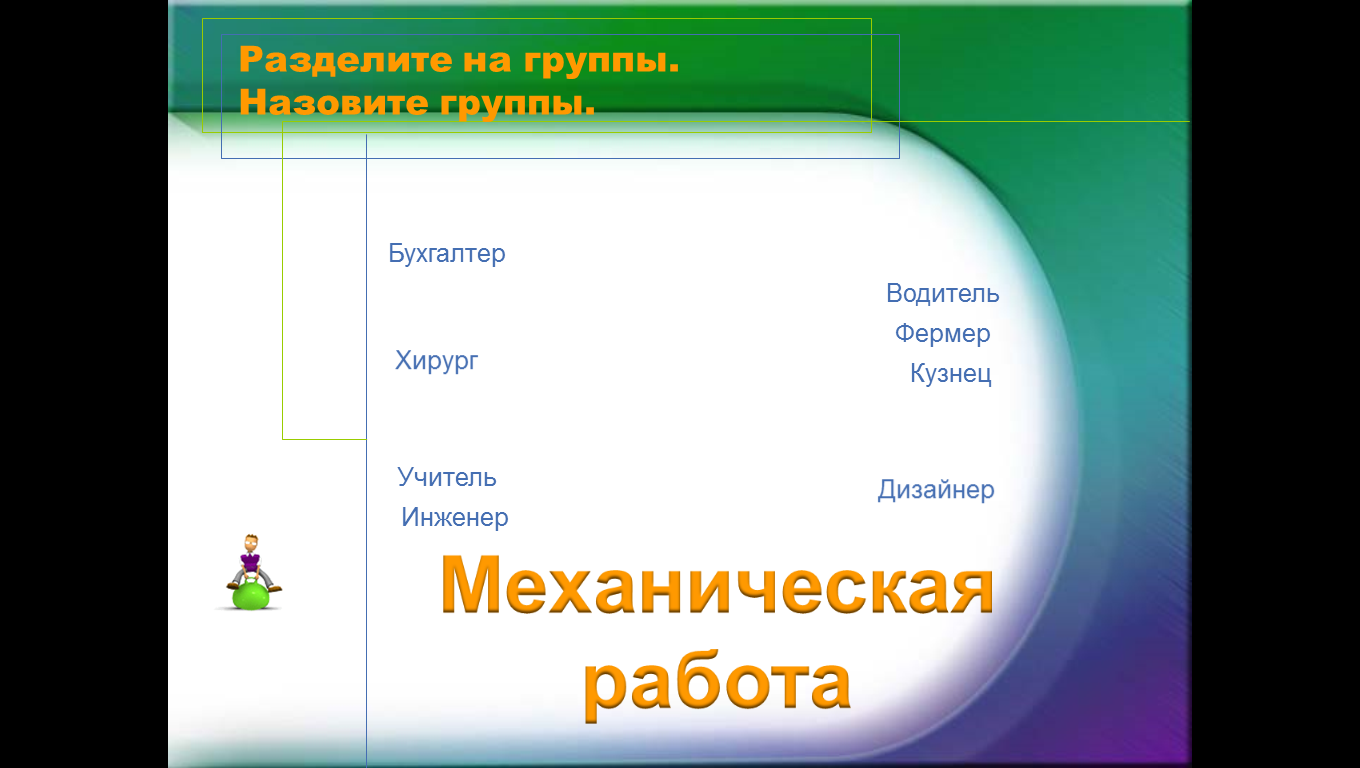 Разделите на группы.
Назовите группы.
Бухгалтер
Водитель
Фермер
Хирург
Кузнец
Учитель
Дизайнер
Инженер
Механическая
работа